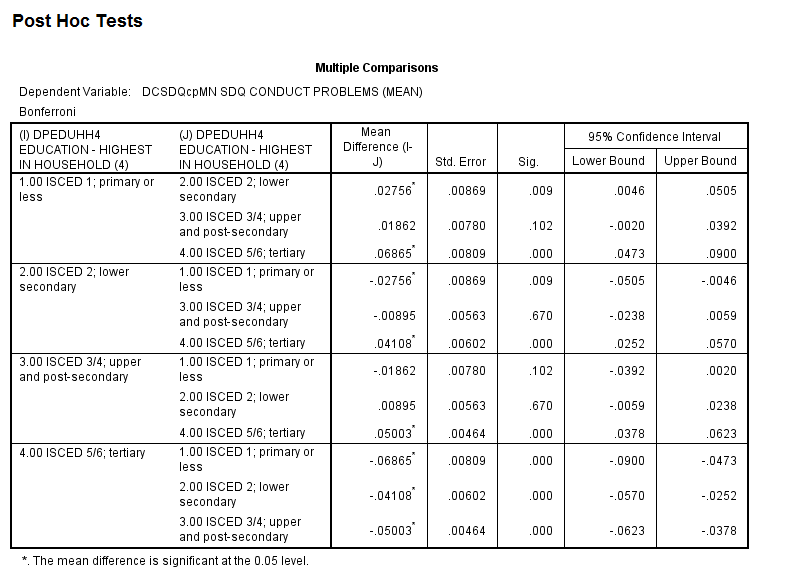 Post Hoc Tests
Multiple Comparisons
Dependent Variable: DCSDQcpMN SDQ CONDUCT PROBLEMS (MEAN)
Bonferroni
(I) DPEDUHH4 EDUCATION - HIGHEST IN HOUSEHOLD (4) (J) DPEDUHH4 EDUCATION - HIGHEST IN HOUSEHOLD (4) Mean Difference (I-J) Std. Error Sig. 95% Confidence Interval
Lower Bound Upper Bound
1.00 ISCED 1; primary or less 2.00 ISCED 2; lower secondary .02756* .00869 .009 .0046 .0505
3.00 ISCED 3/4; upper and post-secondary .01862 .00780 .102 -.0020 .0392
4.00 ISCED 5/6; tertiary .06865* .00809 .000 .0473 .0900
2.00 ISCED 2; lower secondary 1.00 ISCED 1; primary or less -.02756* .00869 .009 -.0505 -.0046
3.00 ISCED 3/4; upper and post-secondary -.00895 .00563 .670 -.0238 .0059
4.00 ISCED 5/6; tertiary .04108* .00602 .000 .0252 .0570
3.00 ISCED 3/4; upper and post-secondary 1.00 ISCED 1; primary or less -.01862 .00780 .102 -.0392 .0020
2.00 ISCED 2; lower secondary .00895 .00563 .670 -.0059 .0238
4.00 ISCED 5/6; tertiary .05003* .00464 .000 .0378 .0623
4.00 ISCED 5/6; tertiary 1.00 ISCED 1; primary or less -.06865* .00809 .000 -.0900 -.0473
2.00 ISCED 2; lower secondary -.04108* .00602 .000 -.0570 -.0252
3.00 ISCED 3/4; upper and post-secondary -.05003* .00464 .000 -.0623 -.0378
*. The mean difference is significant at the 0.05 level.